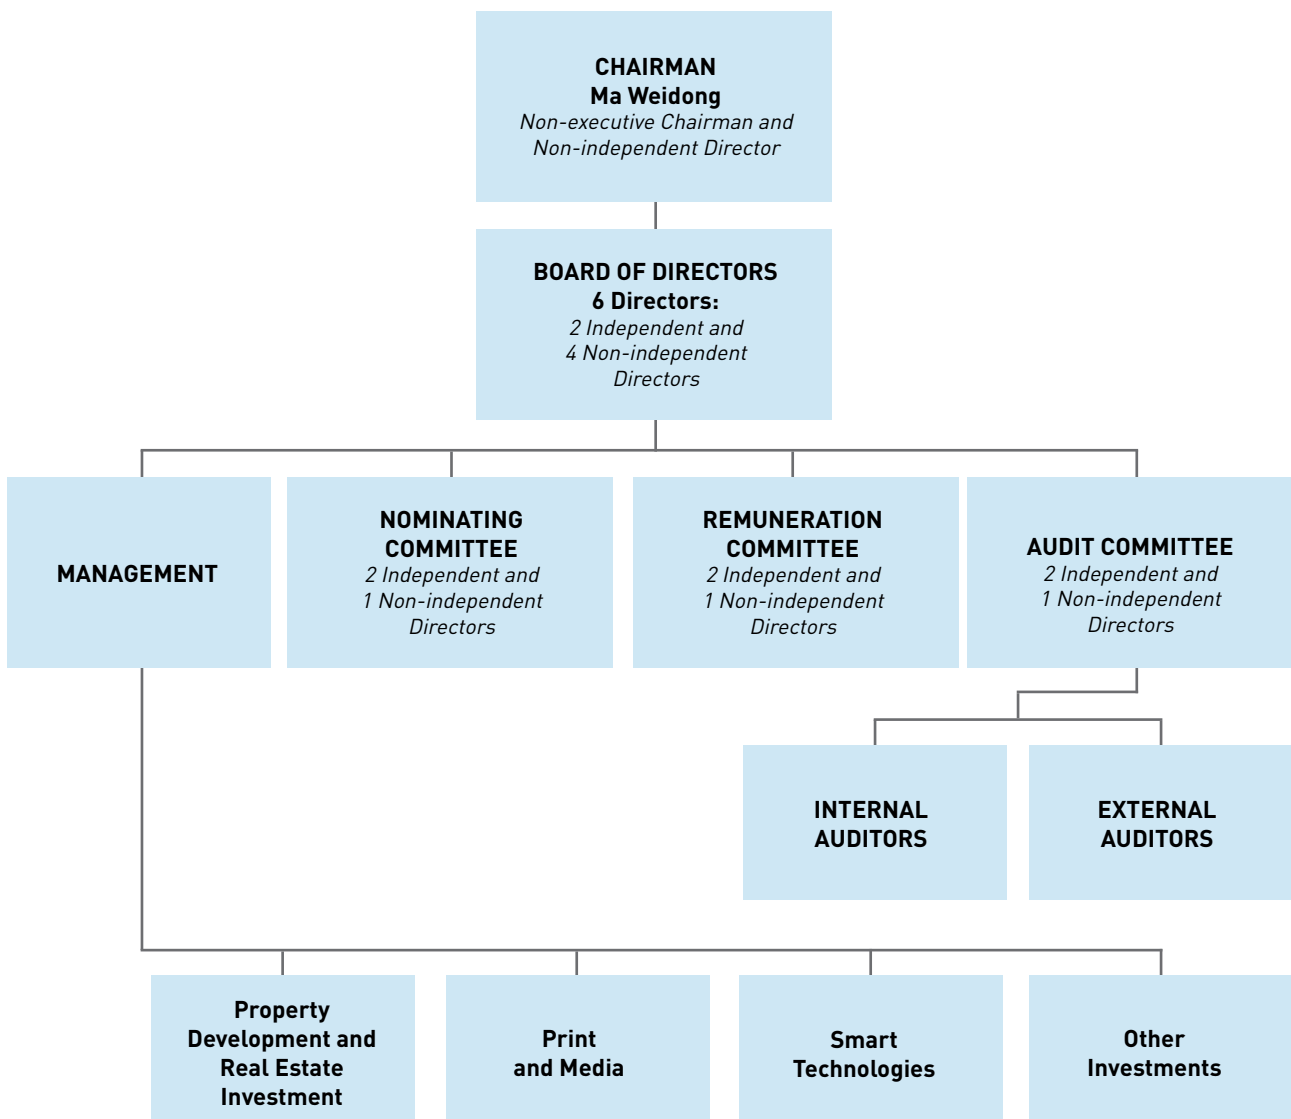 CHAIRMAN
Ma Weidong
Non-executive Chairman and
Non-independent Director
BOARD OF DIRECTORS
6 Directors:
2 Independent and
4 Non-independent
Directors
MANAGEMENT
NOMINATING
COMMITTEE
2 Independent and
1 Non-independent
Directors
REMUNERATION
COMMITTEE
2 Independent and
1 Non-independent
Directors
AUDIT COMMITTEE
2 Independent and
1 Non-independent
Directors
INTERNAL
AUDITORS
EXTERNAL
AUDITORS
Property
Development and
Real Estate
Investment
Print
and Media
Smart
Technologies
Other
Investments